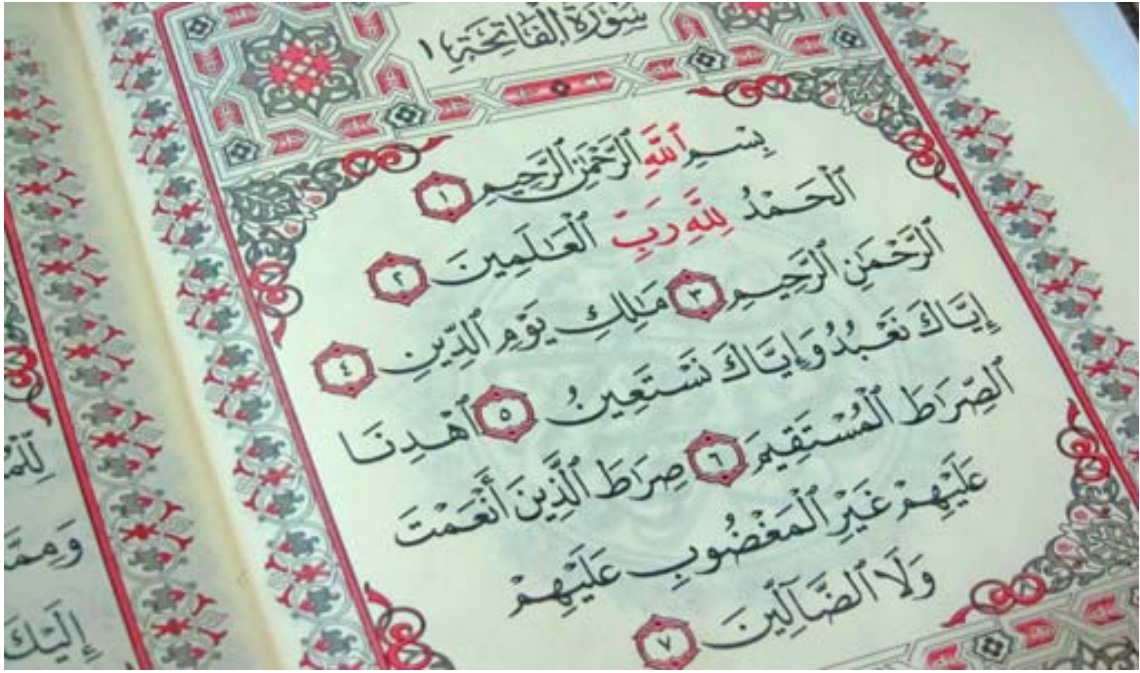 سُورَةُ الْفَاتِحَةِ ١
بِسْمِ ٱللَّهِ ٱلرَّحْمَٰنِ ٱلرَّحِيمِ ١
ٱلْحَمْدُ لِلَّهِ رَبِّ ٱلْعَٰلَمِينَ ٢
ٱلرَّحْمَٰنِ ٱلرَّحِيمِ ٣ مَٰلِكِ يَوْمِ ٱلدِّينِ ٤
إِيَّاكَ نَعْبُدُ وَإِيَّاكَ نَسْتَعِينُ ٥ ٱهْدِنَا
ٱلصِّرَٰطَ ٱلْمُسْتَقِيمَ ٦ صِرَٰطَ ٱلَّذِينَ أَنْعَمْتَ
عَلَيْهِمْ غَيْرِ ٱلْمَغْضُوبِ عَلَيْهِمْ
وَلَا ٱلضَّآلِّينَ ٧
إِلَيْكَ